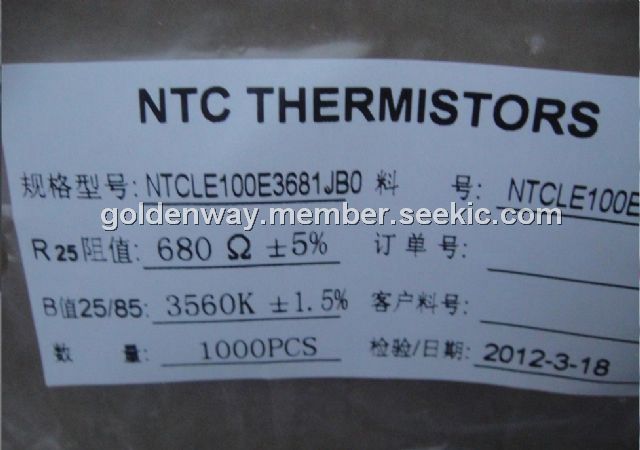 NTC THERMISTORS
规格型号: NTCLE100E3681JB0 料 号: NTCLE100E
goldenway.member.seekic.com
R25阻值: 680 Ω ±5% 订单号:
B值25/85: 3560K ±1.5% 客户料号:
数 量: 1000PCS 检验/日期: 2012-3-18